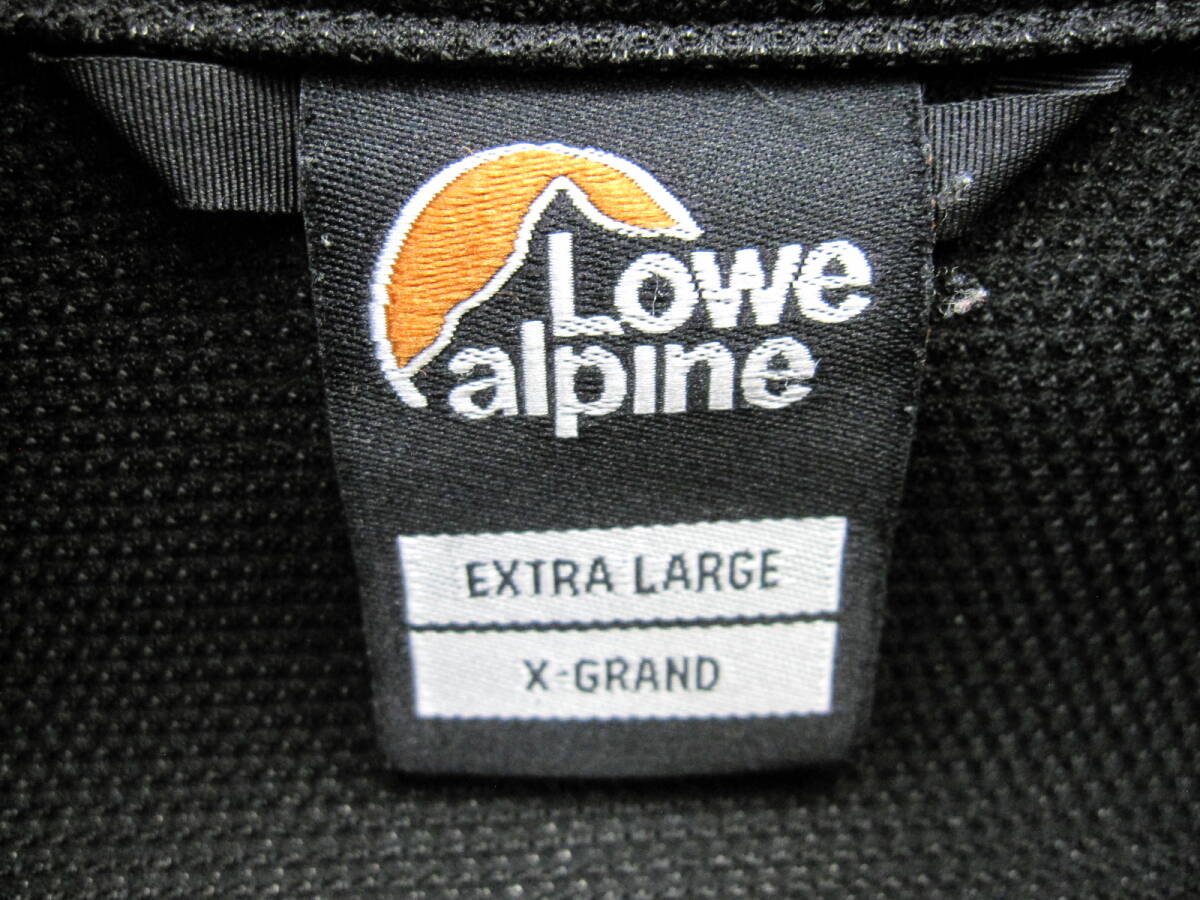 Lowe
alpine
EXTRA LARGE
X-GRAND